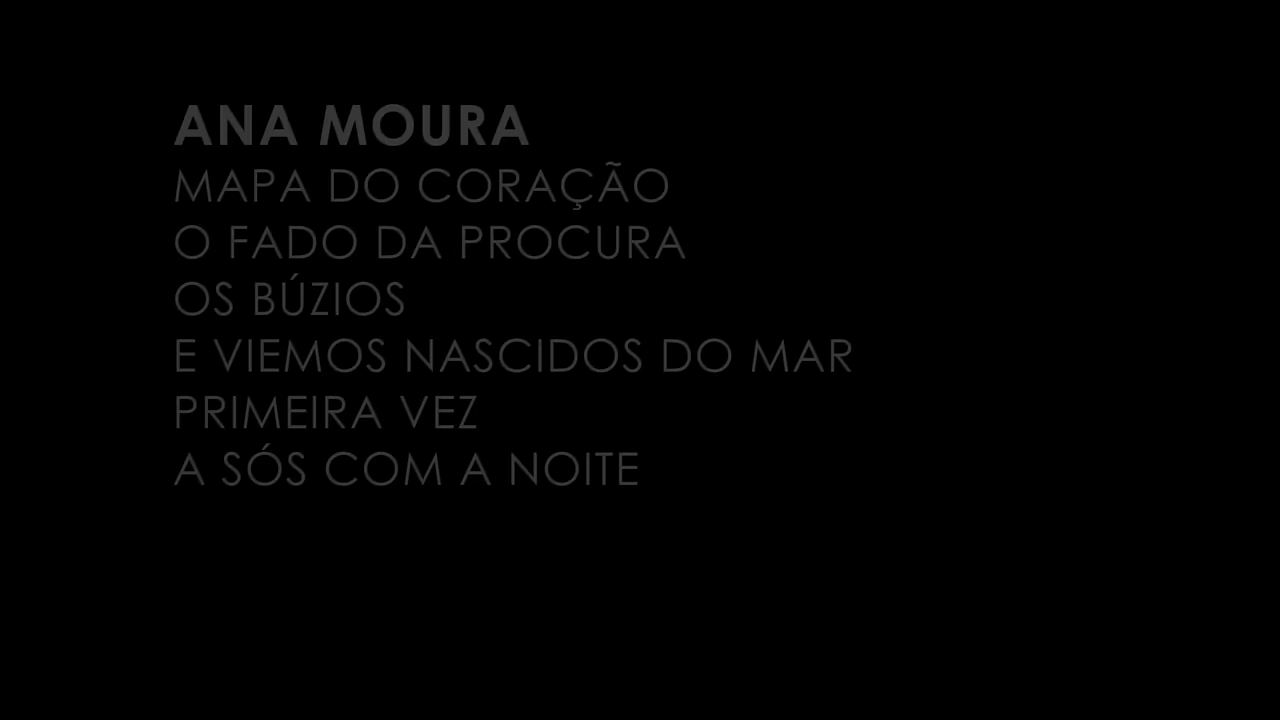 ANA MOURA
MAPA DO CORAÇÃO
O FADO DA PROCURA
OS BÚZIOS
E VIEMOS NASCIDOS DO MAR
PRIMEIRA VEZ
A SÓS COM A NOITE